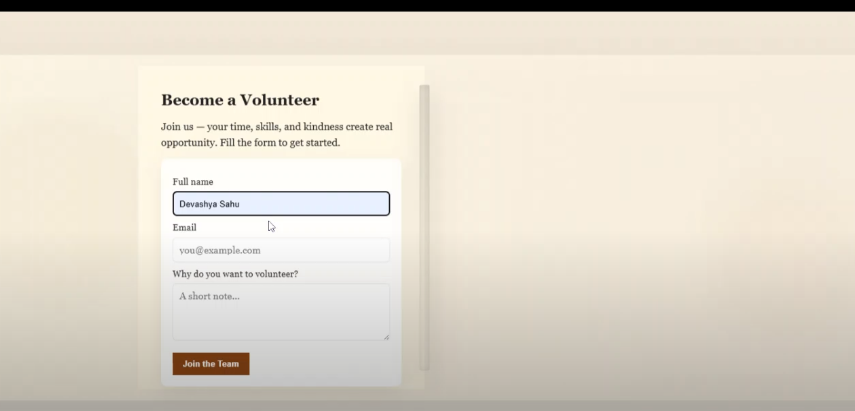 Become a Volunteer
Join us — your time, skills, and kindness create real
opportunity. Fill the form to get started.
Full name
Devashya Sahu
Email
you@example.com
Why do you want to volunteer?
A short note...
Join the Team